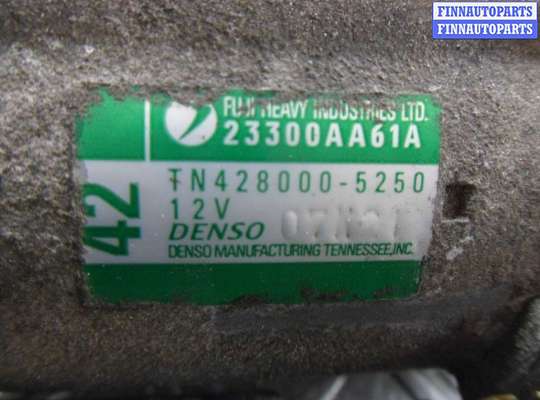 FINNAUTOPARTS
FINNAUTOPARTS
FUJI HEAVY INDUSTRIES LTD.
23300AA61A
42
TN428000-5250
12V
DENSO
DENSO MANUFACTURING TENNESSEE,INC.